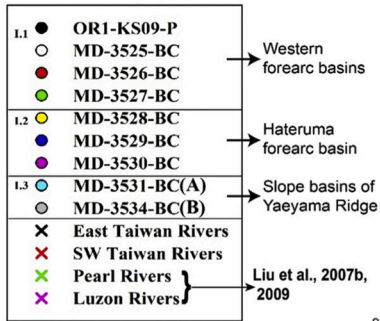 I.1 OR1-KS09-P
MD-3525-BC
MD-3526-BC
MD-3527-BC
Western
forearc basins
I.2 MD-3528-BC
MD-3529-BC
MD-3530-BC
Hateruma
forearc basin
I.3 MD-3531-BC(A)
MD-3534-BC(B)
Slope basins of
Yaeyama Ridge
East Taiwan Rivers
SW Taiwan Rivers
Pearl Rivers
Luzon Rivers
Liu et al., 2007b,
2009